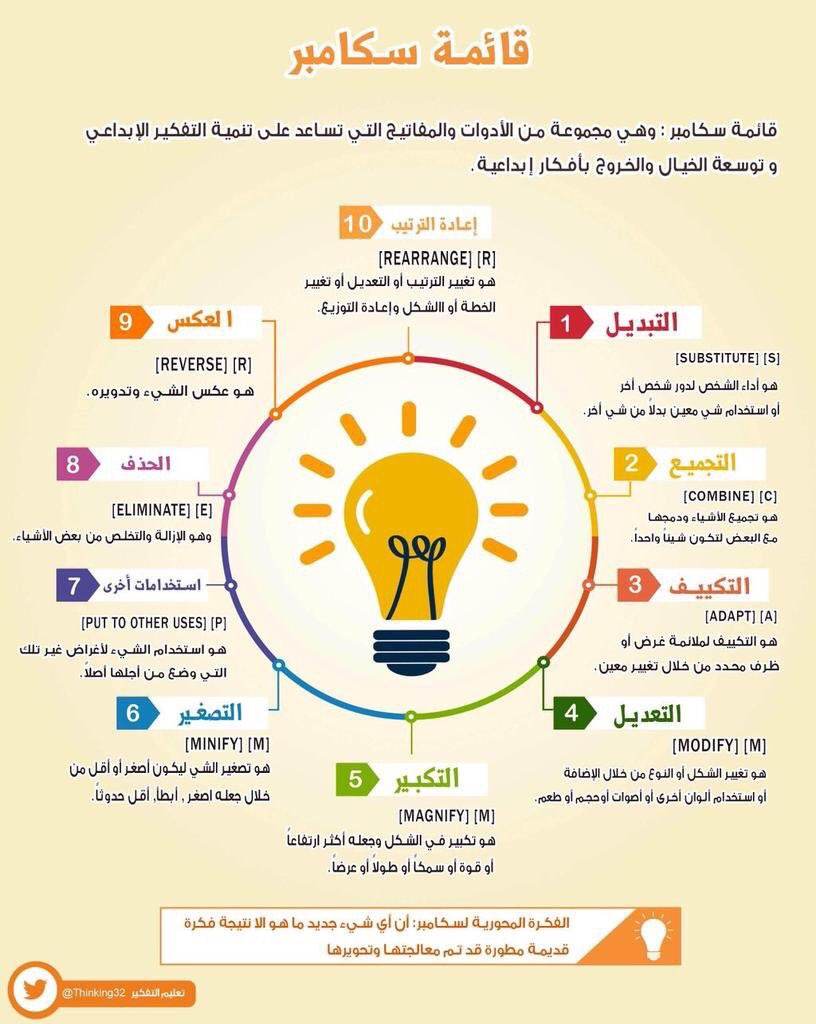 قائمة سكامبر
قائمة سكامبر : وهي مجموعة من الأدوات والمفاتيح التي تساعد على تنمية التفكير الإبداعي
و توسعة الخيال والخروج بأفكار إبداعية .
1 التبديل
[SUBSTITUTE] [S]
هو أداء الشخص لدور شخص أخر
أو استخدام شي معين بدلاً من شي أخر.
2 التجميع
[COMBINE] [C]
هو تجميع الأشياء ودمجها
مع البعض لتكون شيئاً واحداً.
3 التكييف
[ADAPT] [A]
هو التكييف لملائمة غرض أو
ظرف محدد من خلال تغيير معين .
4 التعديل
[MODIFY] [M]
هو تغيير الشكل أو النوع من خلال الإضافة
أو استخدام ألوان أخرى أو أصوات أوحجم أو طعم.
5 التكبير
[MAGNIFY] [M]
هو تكبير في الشكل وجعله أكثر ارتفاعاً
أو قوة أو سمكاً أو طولاً أو عرضاً.
6 التصغير
[MINIFY] [M]
هو تصغير الشي ليكون أصغر أو أقل من
خلال جعله اصغر , أبطأ, أقل حدوثاً.
7 استخدامات أخرى
[PUT TO OTHER USES] [P]
هو استخدام الشيء لأغراض غير تلك
التي وضع من أجلها أصلاً.
8 الحذف
[ELIMINATE] [E]
وهو الإزالة والتخلص من بعض الأشياء.
9 العكس
[REVERSE] [R]
هو عكس الشيء وتدويره.
10 إعادة الترتيب
[REARRANGE] [R]
هو تغيير الترتيب أو التعديل أو تغيير
الخطة أو االشكل وإعادة التوزيع.
الفكرة المحورية لسكامبر: أن أي شيء جديد ما هو الا نتيجة فكرة
قديمة مطورة قد تم معالجتها وتحويرها
تعليم التفكير @Thinking32